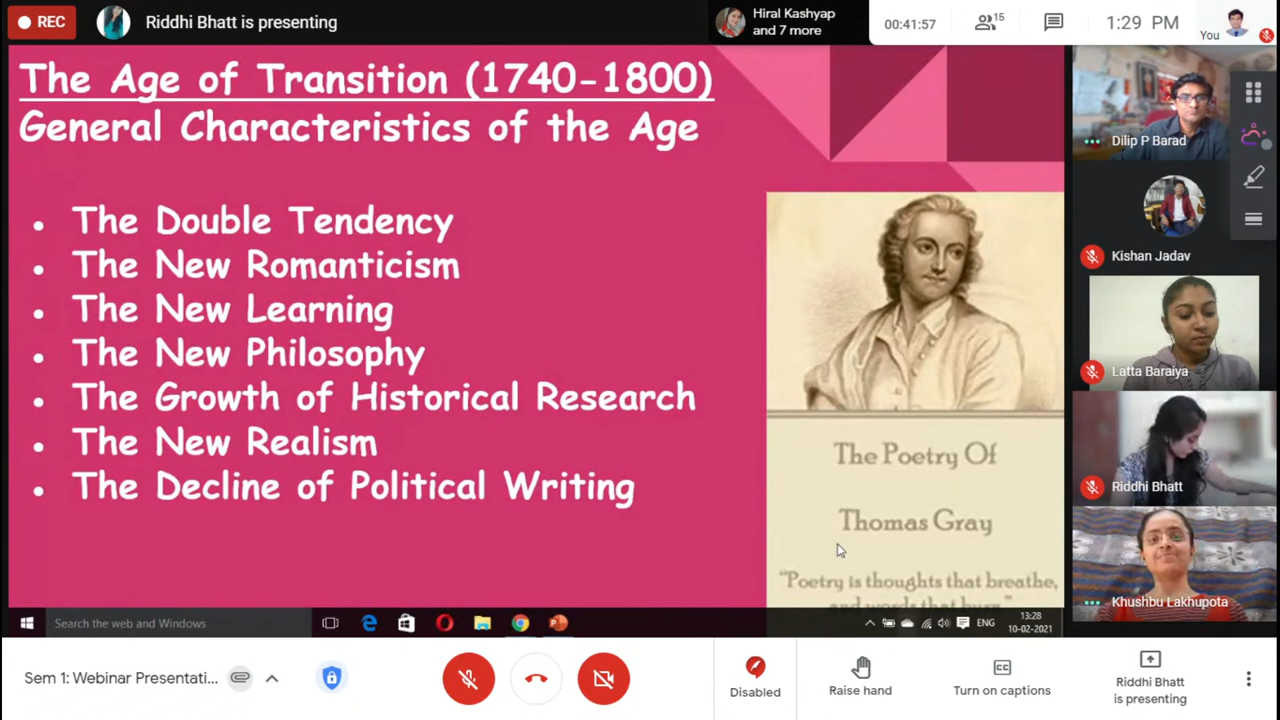 REC
Riddhi Bhatt is presenting
Hiral Kashyap
and 7 more
00:41:57
15
1:29 PM
You
The Age of Transition (1740-1800)
General Characteristics of the Age
• The Double Tendency
• The New Romanticism
• The New Learning
• The New Philosophy
• The Growth of Historical Research
• The New Realism
• The Decline of Political Writing
The Poetry Of
Thomas Gray
"Poetry is thoughts that breathe,
and words that burn."
Dilip P Barad
Kishan Jadav
Latta Baraiya
Riddhi Bhatt
Khushbu Lakhupota
Search the web and Windows
ENG
13:28
10-02-2021
Sem 1: Webinar Presentati...
Disabled
Raise hand
CC
Turn on captions
Riddhi Bhatt
is presenting